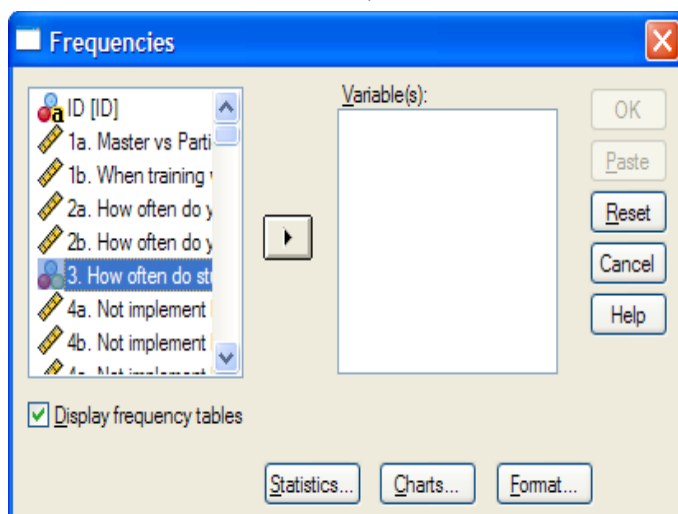 Frequencies
ID [ID]
1a. Master vs Parti
1b. When training
2a. How often do y
2b. How often do y
3. How often do st
4a. Not implement
4b. Not implement
Variable(s):
OK
Paste
Reset
Cancel
Help
Display frequency tables
Statistics...
Charts...
Format...